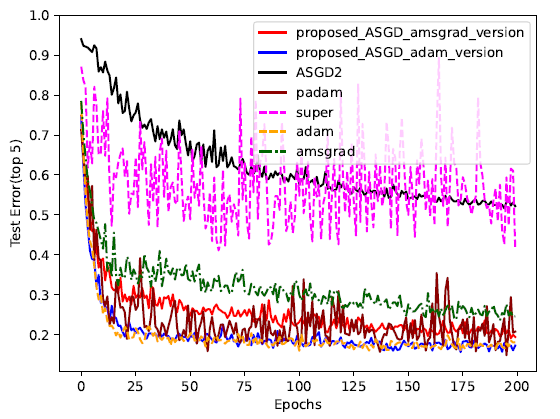 1.0
0.9
0.8
0.7
0.6
0.5
0.4
0.3
0.2
Test Error(top 5)
proposed_ASGD_amsgrad_version
proposed_ASGD_adam_version
ASGD2
padam
super
adam
amsgrad
0 25 50 75 100 125 150 175 200
Epochs